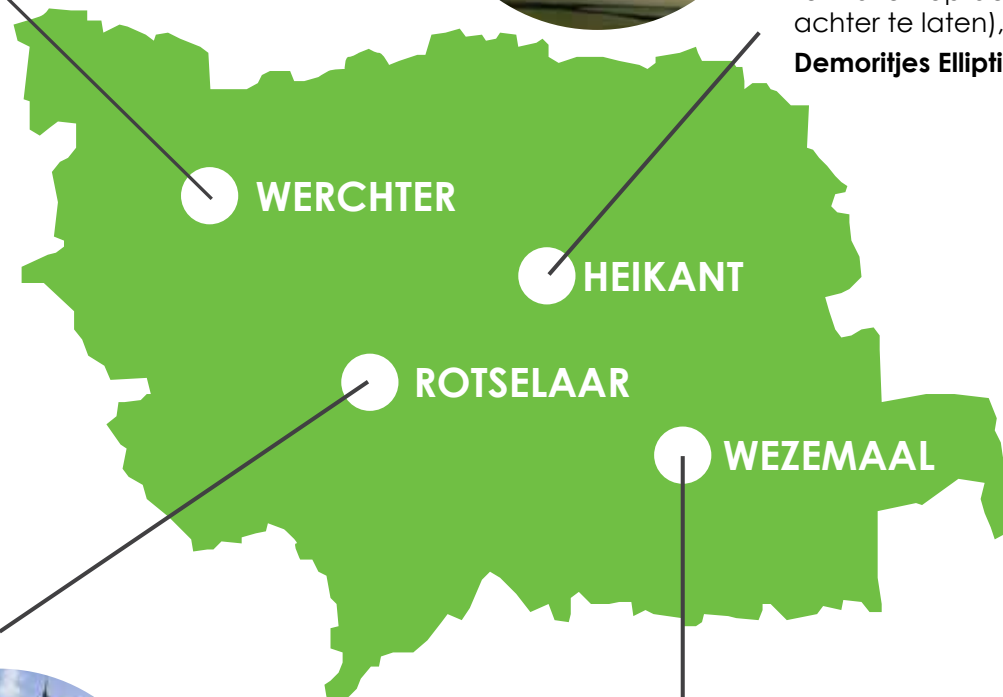 achter te laten),
Demoritjes Ellipti
WERCHTER
HEIKANT
ROTSELAAR
WEZEMAAL